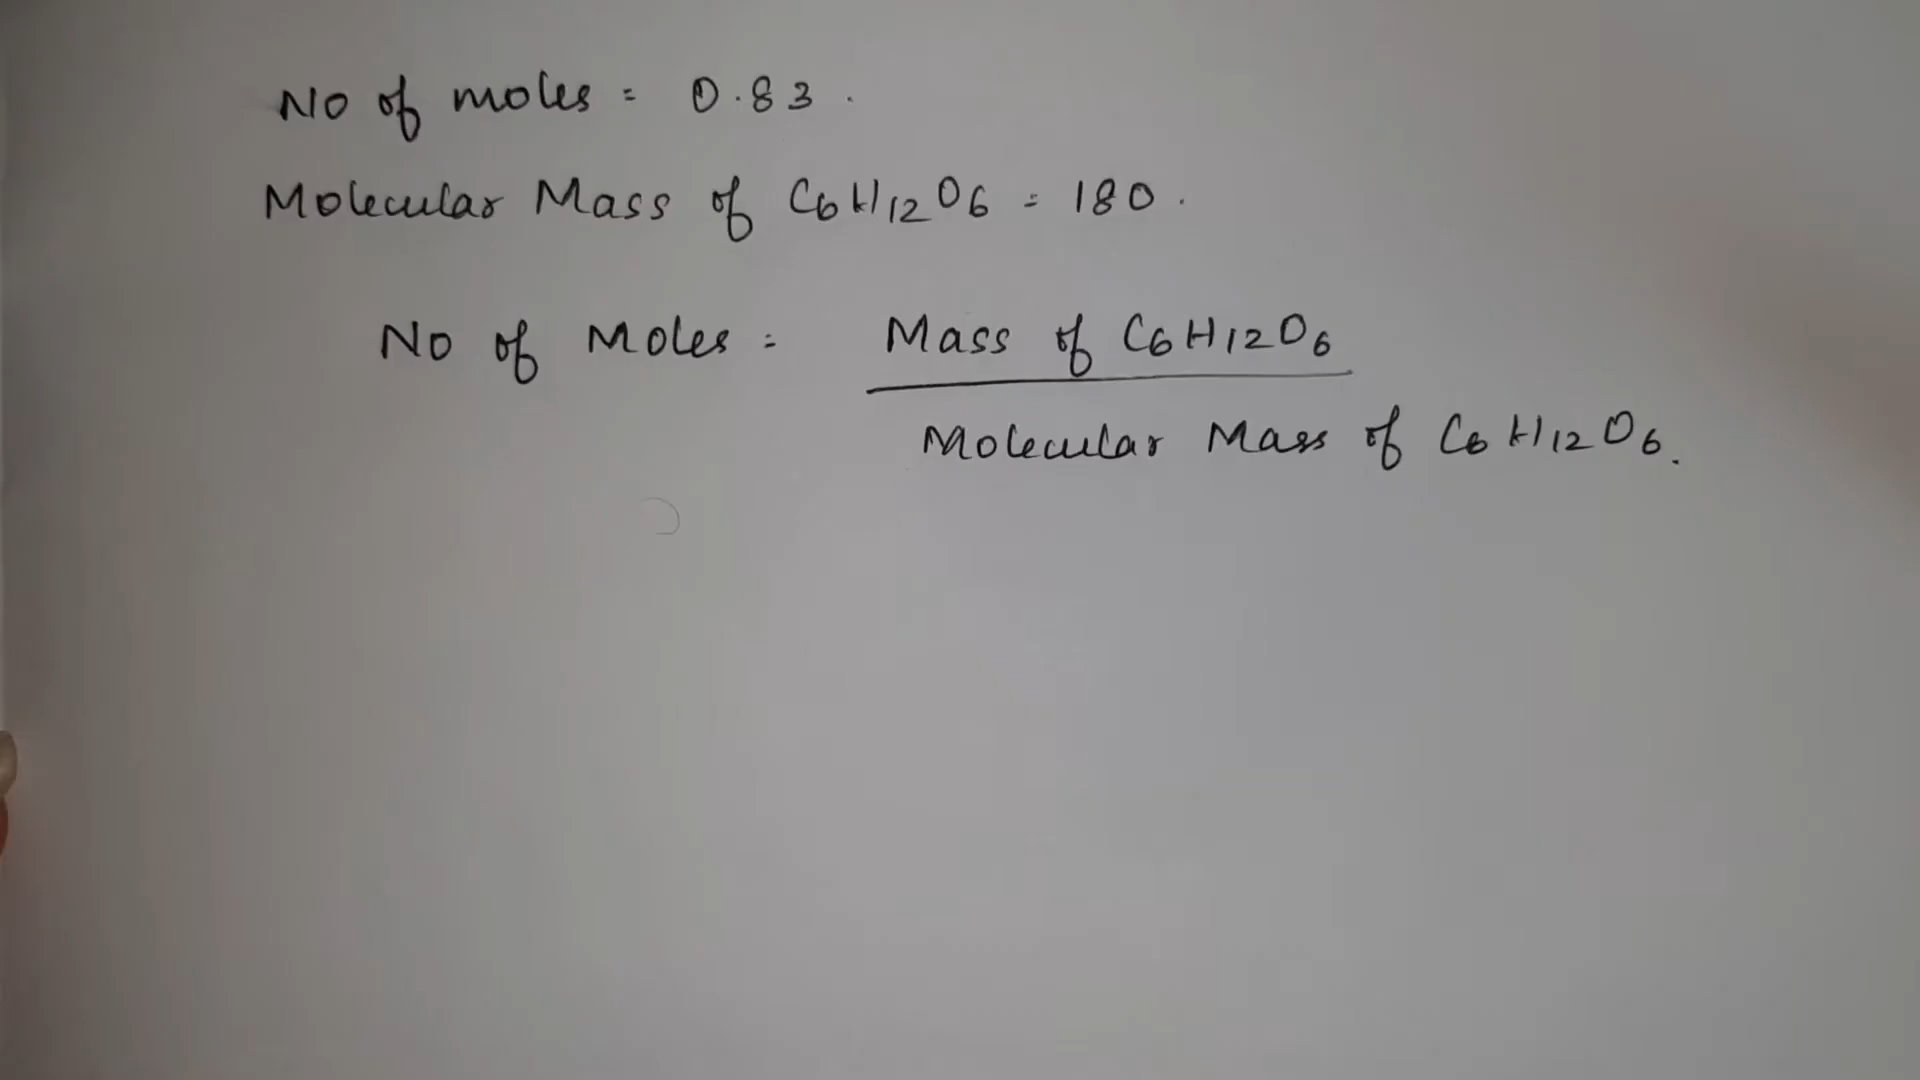 No of moles = 0.83.
Molecular Mass of C6H12O6 = 180.
No of Moles = Mass of C6H12O6
Molecular Mass of C6H12O6.